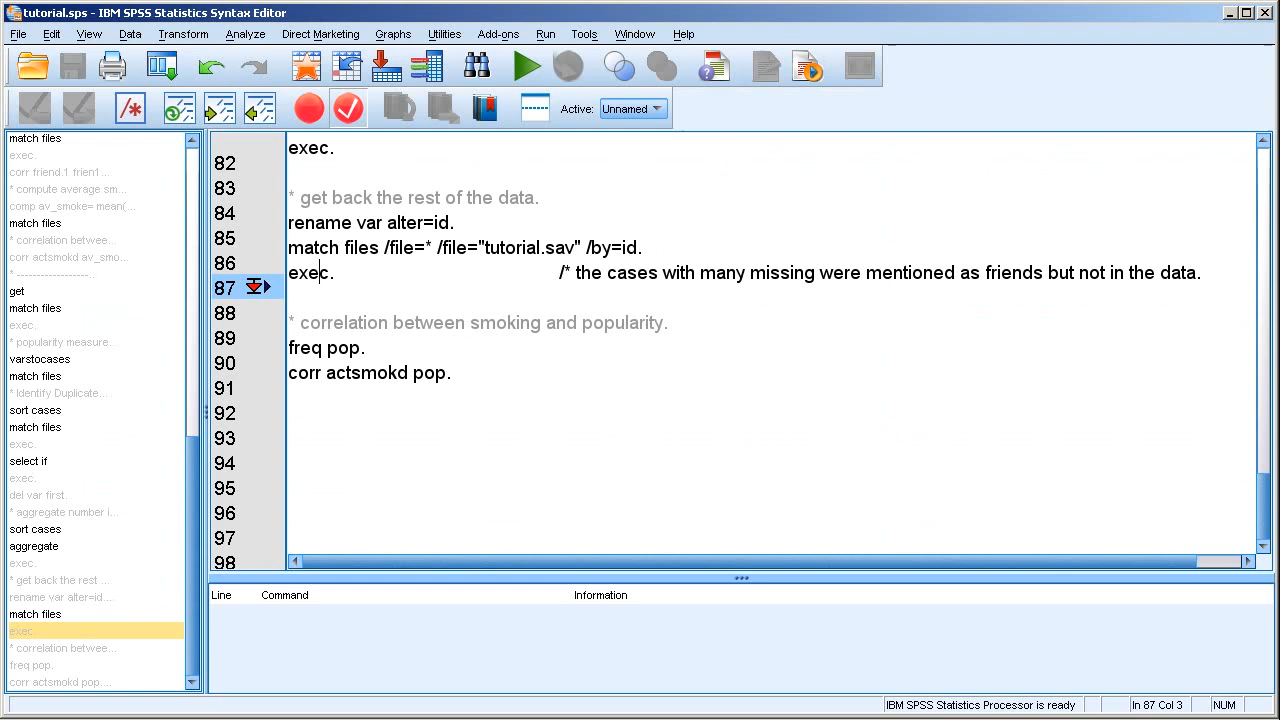 tutorial.sps - IBM SPSS Statistics Syntax Editor
File Edit View Data Transform Analyze Direct Marketing Graphs Utilities Add-ons Run Tools Window Help
Active: Unnamed
match files
exec.
corr friend.1 frien1...
* compute average sm...
comp av_smoke= mean(...
match files
* correlation betwee...
corr actsmokd av_smo...
* ------------------..
get
match files
exec.
* popularity measure...
varstocases
match files
* Identify Duplicate...
sort cases
match files
exec.
select if
exec.
del var first.
* aggregate number i...
sort cases
aggregate
exec.
* get back the rest ...
rename var alter=id....
match files
exec.
* correlation betwee...
freq pop.
corr actsmokd pop....
82
83
84
85
86
87
88
89
90
91
92
93
94
95
96
97
98
exec.
* get back the rest of the data.
rename var alter=id.
match files /file=* /file="tutorial.sav" /by=id.
exec. /* the cases with many missing were mentioned as friends but not in the data.
* correlation between smoking and popularity.
freq pop.
corr actsmokd pop.
Line Command Information
IBM SPSS Statistics Processor is ready In 87 Col 3 NUM